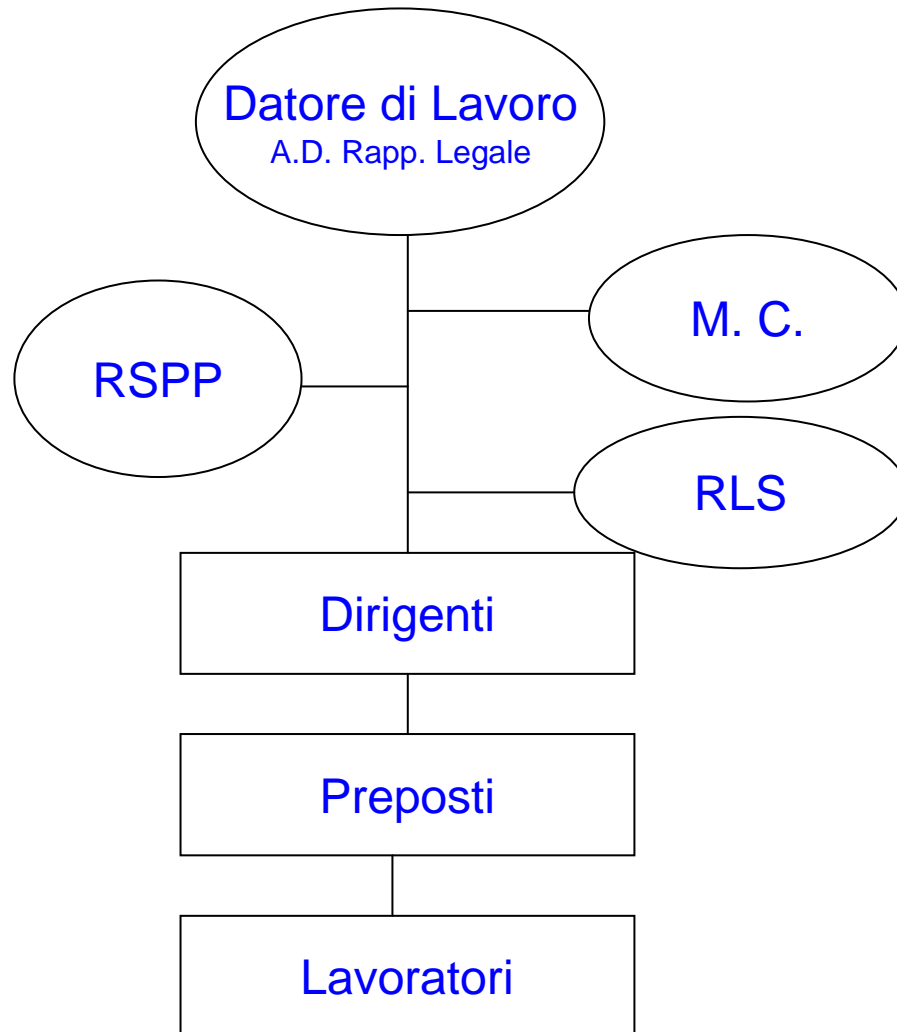 Datore di Lavoro
A.D. Rapp. Legale
M. C.
RSPP
RLS
Dirigenti
Preposti
Lavoratori